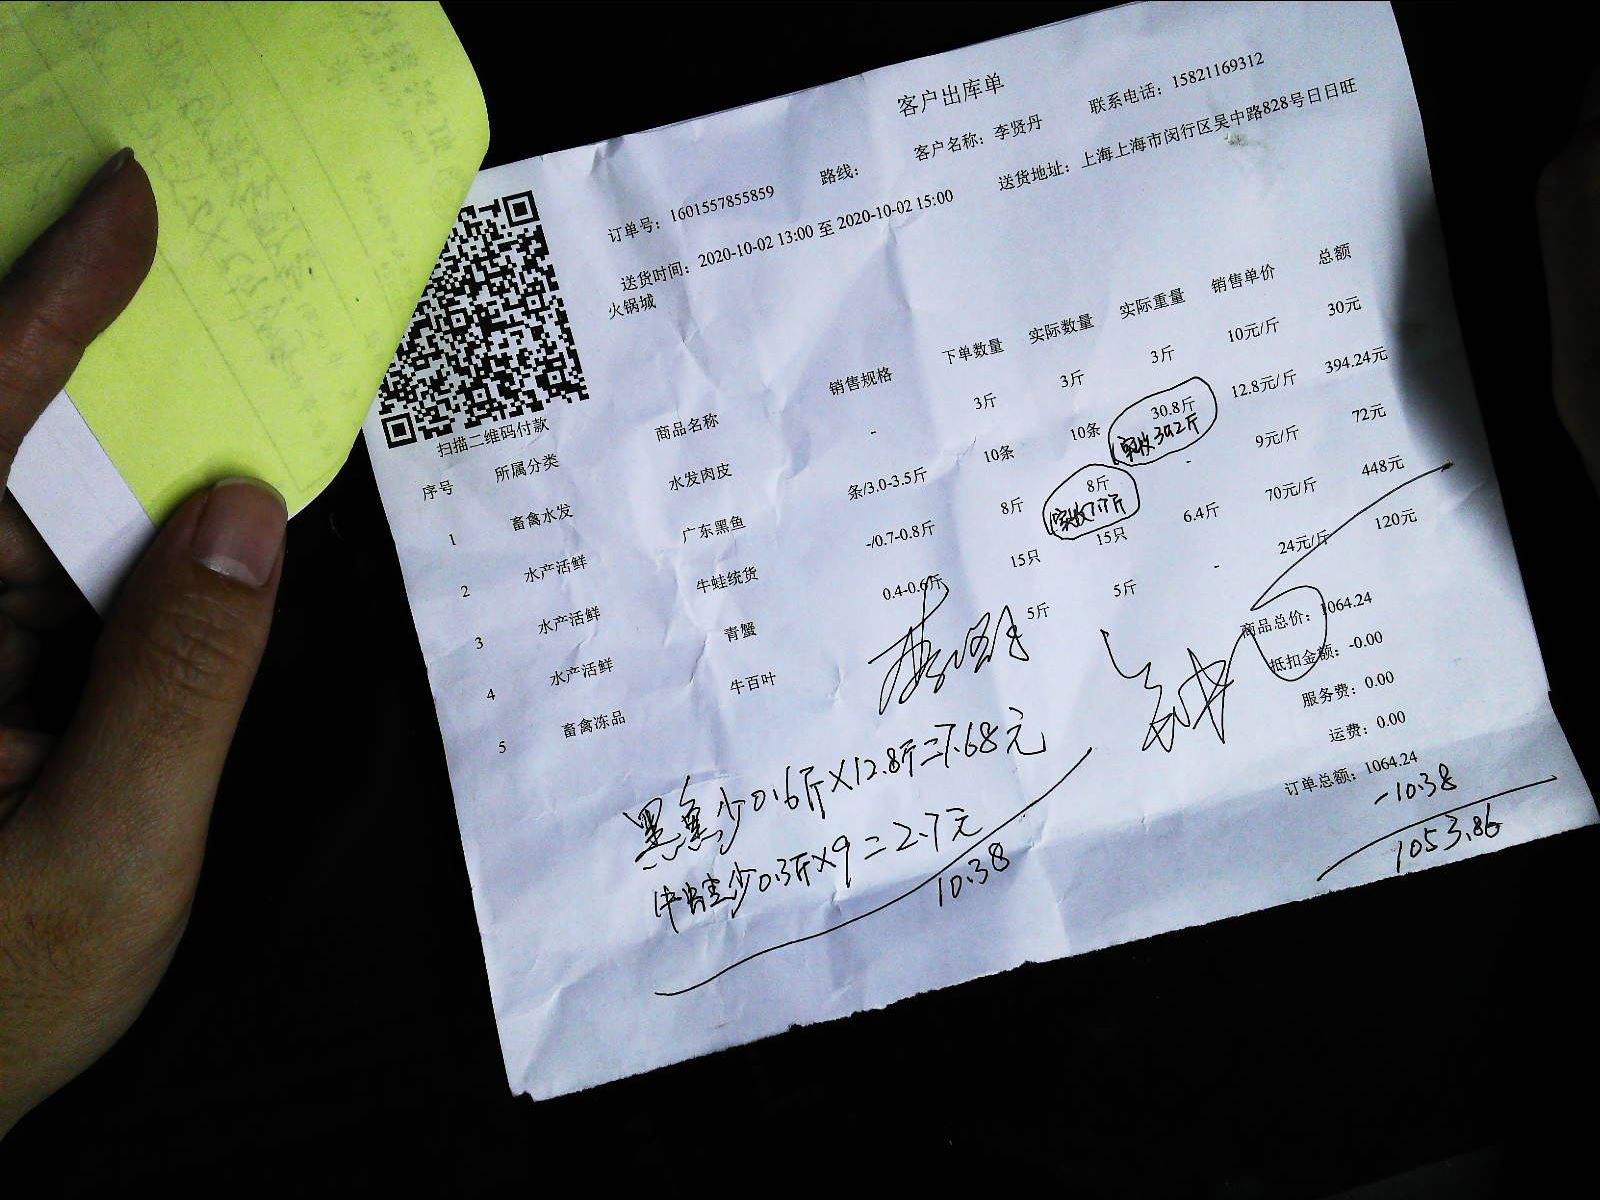 客户出库单
订单号：1601557855859 路线： 客户名称：李贤丹 联系电话：15821169312
送货时间：2020-10-02 13:00 至 2020-10-02 15:00 送货地址：上海上海市闵行区吴中路828号日日旺
火锅城
扫描二维码付款
序号 所属分类 商品名称 销售规格 下单数量 实际数量 实际重量 销售单价 总额
1 畜禽水发 水发肉皮 - 3斤 3斤 3斤 10元/斤 30元
2 水产活鲜 广东黑鱼 条/3.0-3.5斤 10条 10条 30.8斤 12.8元/斤 394.24元
实收30.2斤
3 水产活鲜 牛蛙统货 -/0.7-0.8斤 8斤 8斤 - 9元/斤 72元
实收7.7斤
4 水产活鲜 青蟹 0.4-0.6斤 15只 15只 6.4斤 70元/斤 448元
5 畜禽冻品 牛百叶 5斤 5斤 - 24元/斤 120元
商品总价：1064.24
抵扣金额：-0.00
服务费：0.00
运费：0.00
订单总额：1064.24
-10.38
1053.86
黑鱼少0.6斤×12.8斤=7.68元
牛蛙少0.3斤×9=2.7元
10.38